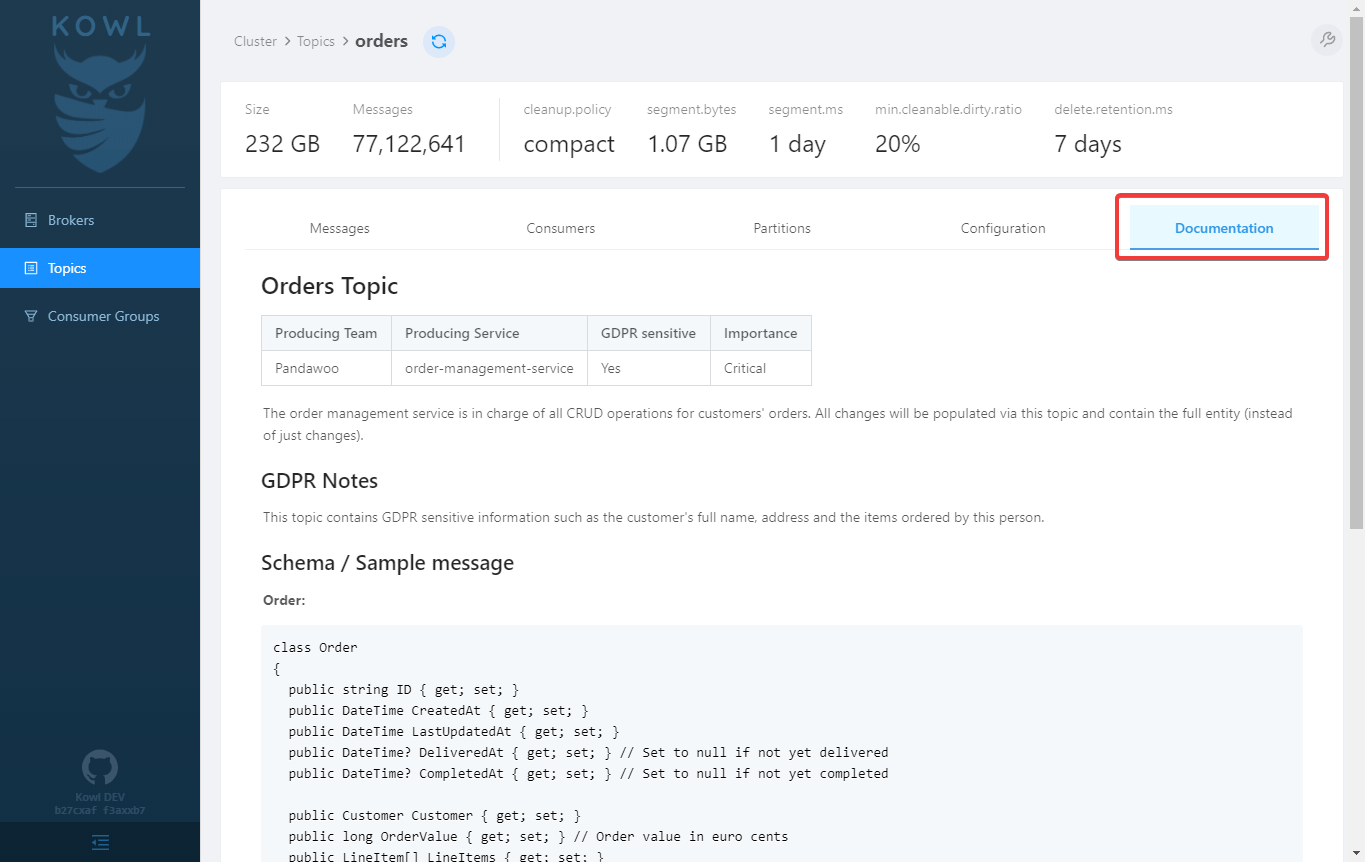 KOWL
Brokers
Topics
Consumer Groups
Kowl DEV
b27cxaf f3axxb7
Cluster > Topics > orders
Size
232 GB
Messages
77,122,641
cleanup.policy
compact
segment.bytes
1.07 GB
segment.ms
1 day
min.cleanable.dirty.ratio
20%
delete.retention.ms
7 days
Messages Consumers Partitions Configuration Documentation
Orders Topic
Producing Team Producing Service GDPR sensitive Importance
Pandawoo order-management-service Yes Critical
The order management service is in charge of all CRUD operations for customers' orders. All changes will be populated via this topic and contain the full entity (instead
of just changes).
GDPR Notes
This topic contains GDPR sensitive information such as the customer's full name, address and the items ordered by this person.
Schema / Sample message
Order:
class Order
{
  public string ID { get; set; }
  public DateTime CreatedAt { get; set; }
  public DateTime LastUpdatedAt { get; set; }
  public DateTime? DeliveredAt { get; set; } // Set to null if not yet delivered
  public DateTime? CompletedAt { get; set; } // Set to null if not yet completed
  public Customer Customer { get; set; }
  public long OrderValue { get; set; } // Order value in euro cents
  public LineItem[] LineItems { get; set; }